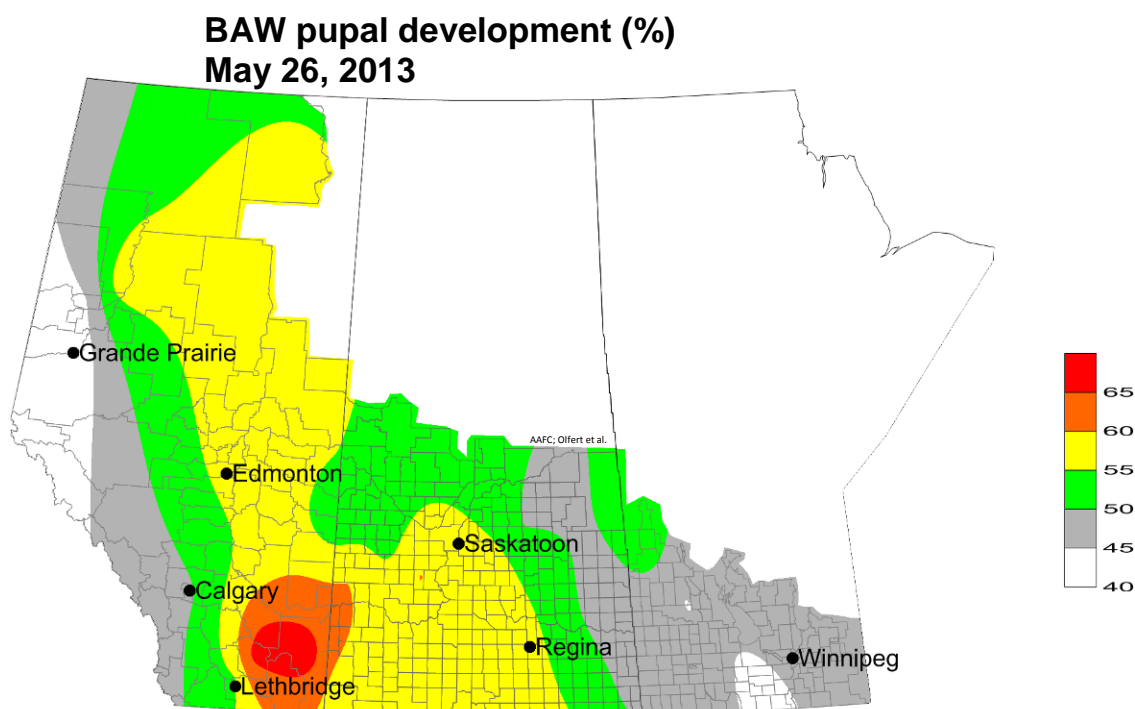 BAW pupal development (%)
May 26, 2013
Grande Prairie
AAFC; Olfert et al.
Edmonton
Saskatoon
Calgary
Regina
Winnipeg
Lethbridge
65
60
55
50
45
40